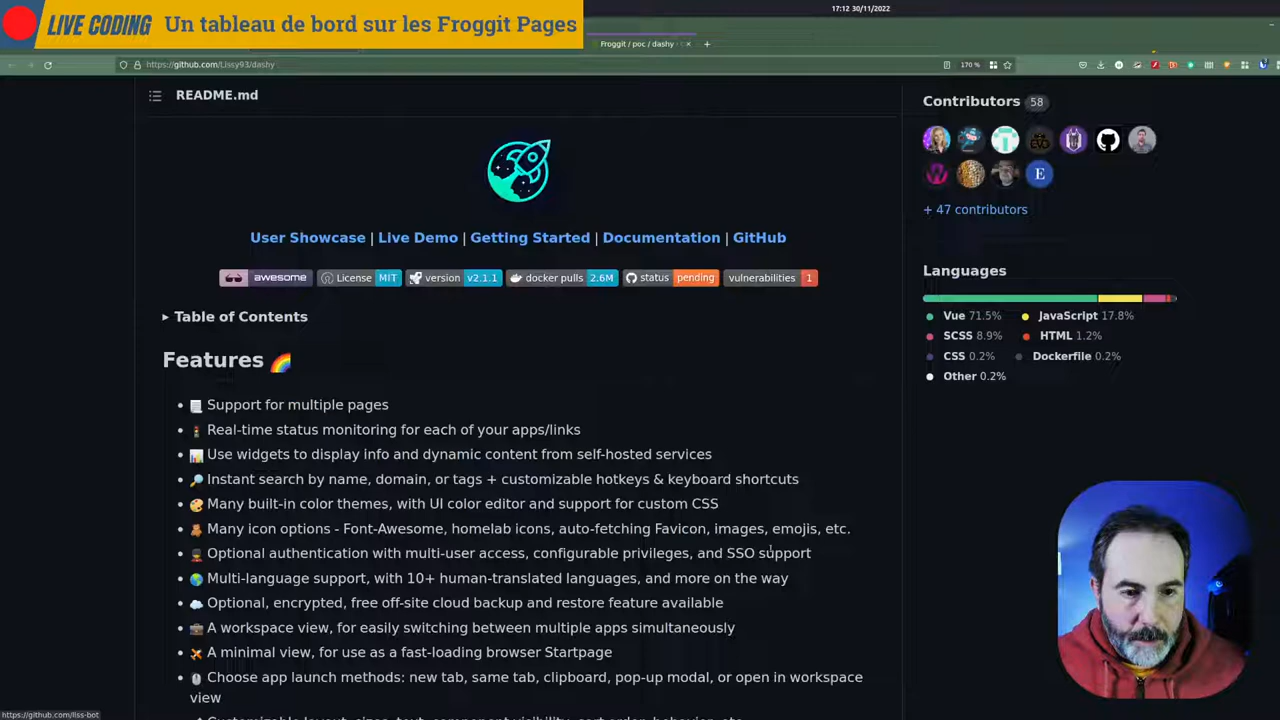 LIVE CODING Un tableau de bord sur les Froggit Pages
17:12 30/11/2022
Froggit / poc / dashy
https://github.com/Lissy93/dashy
170 %
README.md
User Showcase | Live Demo | Getting Started | Documentation | GitHub
awesome License MIT version v2.1.1 docker pulls 2.6M status pending vulnerabilities 1
Table of Contents
Features 🌈
• 📃 Support for multiple pages
• 🚦 Real-time status monitoring for each of your apps/links
• 📊 Use widgets to display info and dynamic content from self-hosted services
• 🔎 Instant search by name, domain, or tags + customizable hotkeys & keyboard shortcuts
• 🎨 Many built-in color themes, with UI color editor and support for custom CSS
• 🧸 Many icon options - Font-Awesome, homelab icons, auto-fetching Favicon, images, emojis, etc.
• 💂 Optional authentication with multi-user access, configurable privileges, and SSO support
• 🌎 Multi-language support, with 10+ human-translated languages, and more on the way
• ☁ Optional, encrypted, free off-site cloud backup and restore feature available
• 💼 A workspace view, for easily switching between multiple apps simultaneously
• 🛩️ A minimal view, for use as a fast-loading browser Startpage
• 🖱️ Choose app launch methods: new tab, same tab, clipboard, pop-up modal, or open in workspace
view
Contributors 58
E
+ 47 contributors
Languages
Vue 71.5% JavaScript 17.8%
SCSS 8.9% HTML 1.2%
CSS 0.2% Dockerfile 0.2%
Other 0.2%
https://github.com/liss-bot